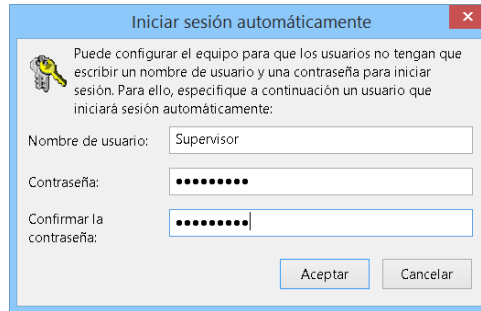 Iniciar sesión automáticamente
Puede configurar el equipo para que los usuarios no tengan que
escribir un nombre de usuario y una contraseña para iniciar
sesión. Para ello, especifique a continuación un usuario que
iniciará sesión automáticamente:
Nombre de usuario: Supervisor
Contraseña: •••••••••
Confirmar la •••••••••
contraseña:
Aceptar Cancelar